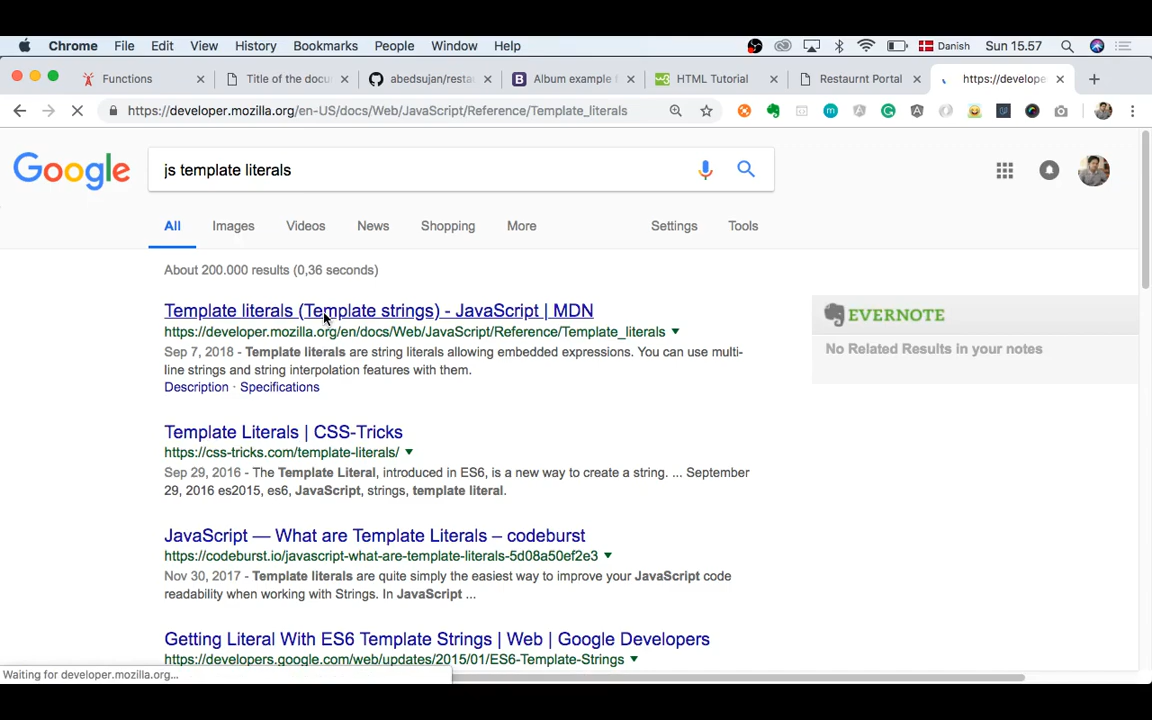 Chrome File Edit View History Bookmarks People Window Help Danish Sun 15.57
Functions Title of the docu abedsujan/resta Album example f HTML Tutorial Restaurnt Portal https://develope
https://developer.mozilla.org/en-US/docs/Web/JavaScript/Reference/Template_literals
Google js template literals
All Images Videos News Shopping More Settings Tools
About 200.000 results (0,36 seconds)
Template literals (Template strings) - JavaScript | MDN
https://developer.mozilla.org/en/docs/Web/JavaScript/Reference/Template_literals
Sep 7, 2018 - Template literals are string literals allowing embedded expressions. You can use multi-
line strings and string interpolation features with them.
Description · Specifications
EVERNOTE
No Related Results in your notes
Template Literals | CSS-Tricks
https://css-tricks.com/template-literals/
Sep 29, 2016 - The Template Literal, introduced in ES6, is a new way to create a string. ... September
29, 2016 es2015, es6, JavaScript, strings, template literal.
JavaScript — What are Template Literals – codeburst
https://codeburst.io/javascript-what-are-template-literals-5d08a50ef2e3
Nov 30, 2017 - Template literals are quite simply the easiest way to improve your JavaScript code
readability when working with Strings. In JavaScript ...
Getting Literal With ES6 Template Strings | Web | Google Developers
https://developers.google.com/web/updates/2015/01/ES6-Template-Strings
Waiting for developer.mozilla.org...